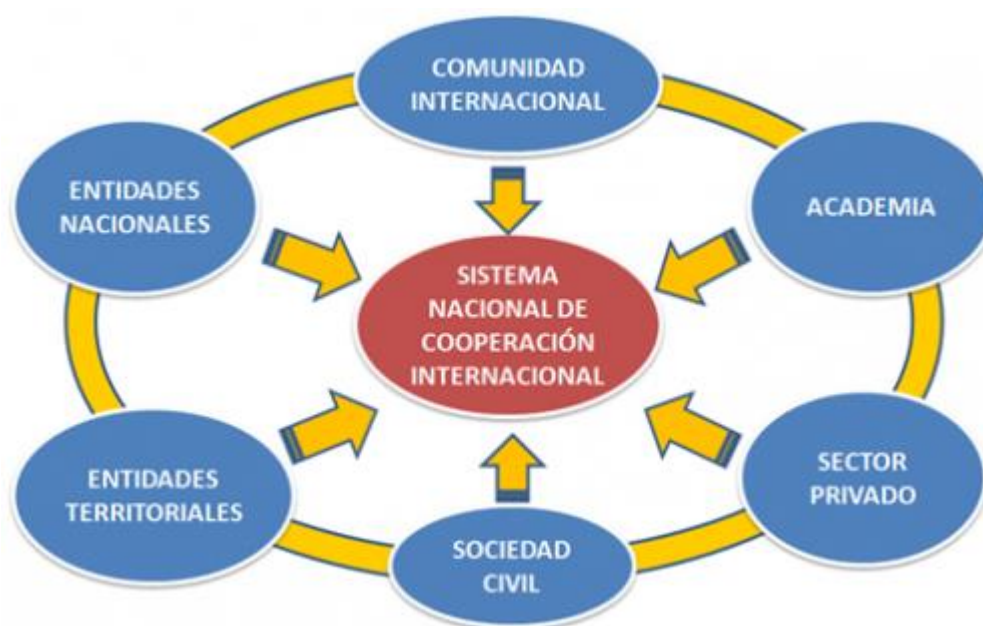 COMUNIDAD
INTERNACIONAL
ENTIDADES
NACIONALES
ACADEMIA
SISTEMA
NACIONAL DE
COOPERACIÓN
INTERNACIONAL
ENTIDADES
TERRITORIALES
SECTOR
PRIVADO
SOCIEDAD
CIVIL